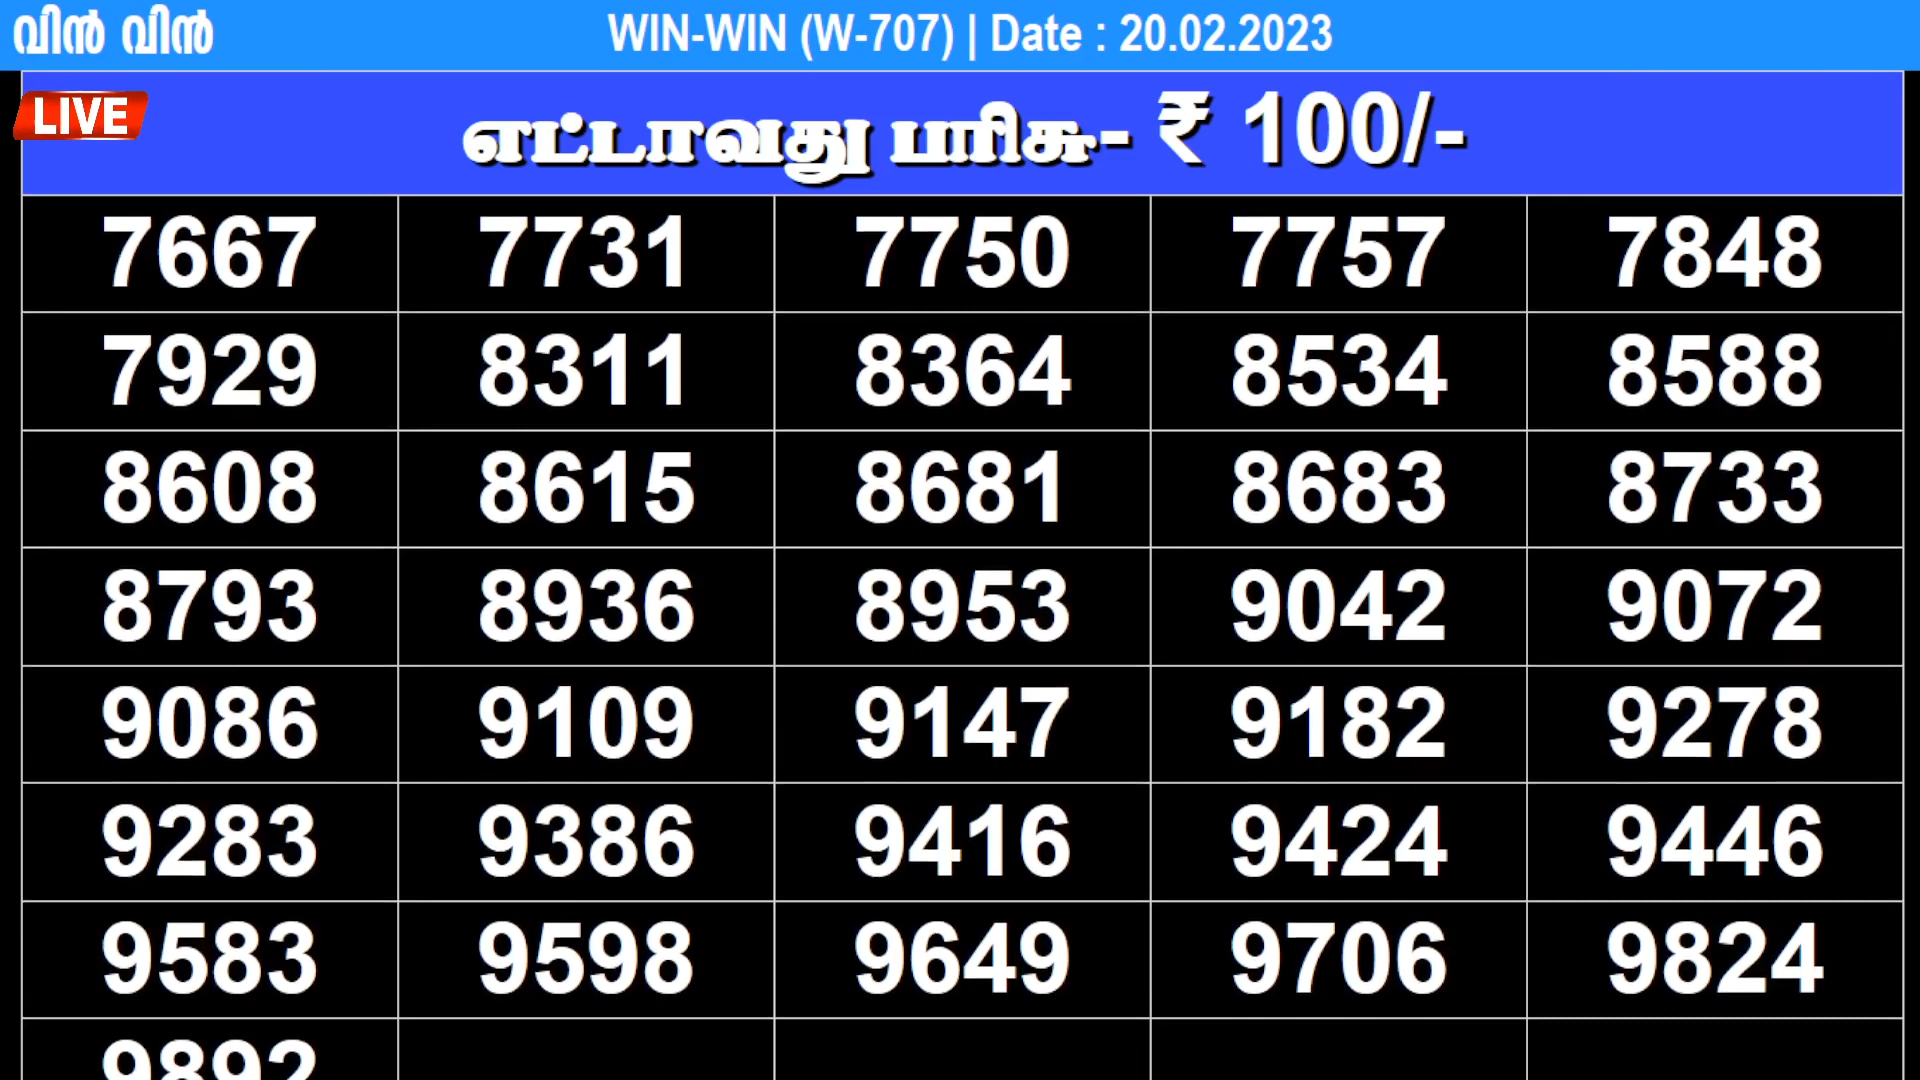 വിൻ വിൻ WIN-WIN (W-707) | Date : 20.02.2023
LIVE
எட்டாவது பரிசு- ₹ 100/-
7667 7731 7750 7757 7848
7929 8311 8364 8534 8588
8608 8615 8681 8683 8733
8793 8936 8953 9042 9072
9086 9109 9147 9182 9278
9283 9386 9416 9424 9446
9583 9598 9649 9706 9824
9892